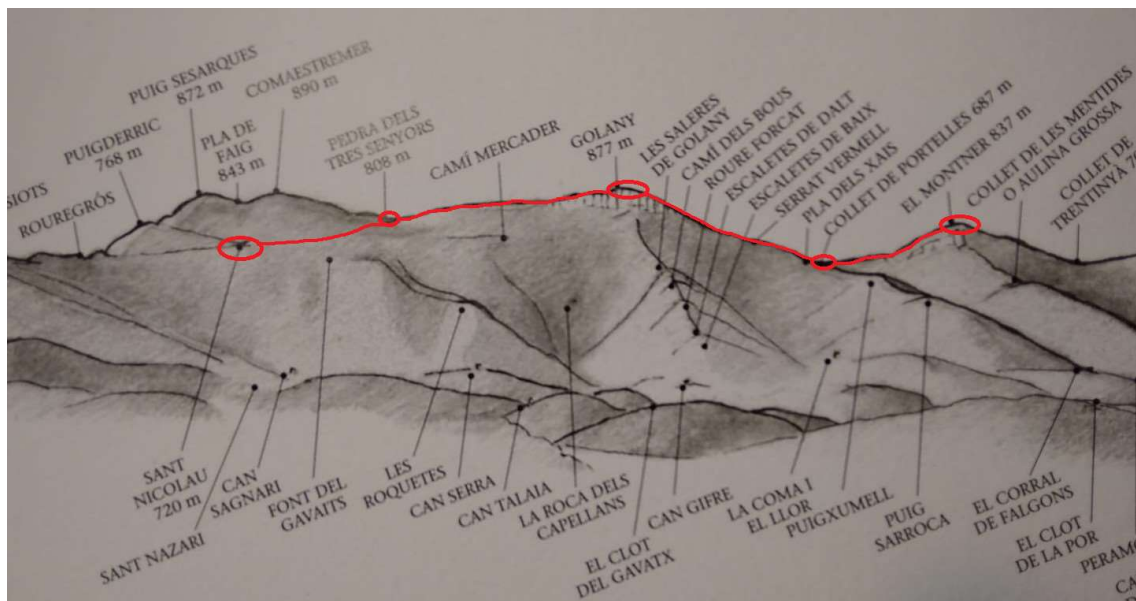 PUIG SESARQUES
872 m
COMAESTREMER
890 m
PUIGDERRIC
768 m
PLA DE
FAIG
843 m
PEDRA DELS
TRES SENYORS
808 m
CAMÍ MERCADER
GOLANY
877 m
LES SALERES
DE GOLANY
CAMÍ DELS BOUS
ROURE FORCAT
ESCALETES DE DALT
ESCALETES DE BAIX
SERRAT VERMELL
PLA DELS XAIS
COLLET DE PORTELLES 687 m
EL MONTNER 837 m
COLLET DE LES MENTIDES
O AULINA GROSSA
COLLET DE
TRENTINYÀ
SIOTS
ROUREGRÒS
SANT
NICOLAU
720 m
SANT NAZARI
CAN
SAGNARI
FONT DEL
GAVAITS
LES
ROQUETES
CAN SERRA
CAN TALAIA
LA ROCA DELS
CAPELLANS
EL CLOT
DEL GAVATX
CAN GIFRE
LA COMA I
EL LLOR
PUIGXUMELL
PUIG
SARROCA
EL CORRAL
DE FALGONS
EL CLOT
DE LA POR
PERAMO
CA